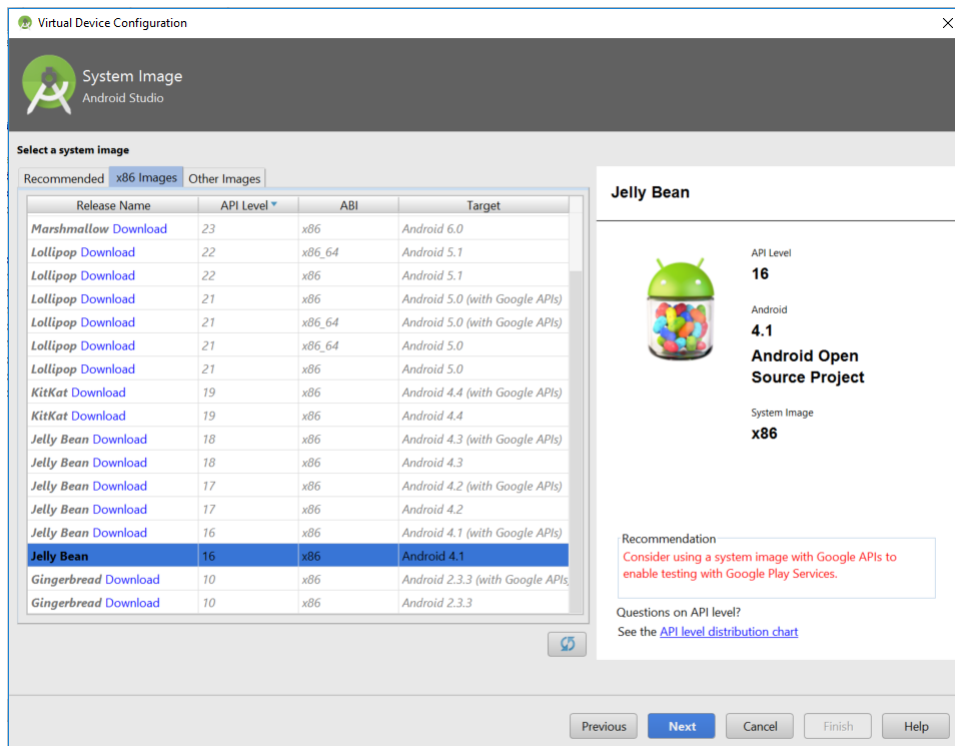 Virtual Device Configuration
System Image
Android Studio
Select a system image
Recommended x86 Images Other Images
Release Name API Level ABI Target
Marshmallow Download 23 x86 Android 6.0
Lollipop Download 22 x86_64 Android 5.1
Lollipop Download 22 x86 Android 5.1
Lollipop Download 21 x86 Android 5.0 (with Google APIs)
Lollipop Download 21 x86_64 Android 5.0 (with Google APIs)
Lollipop Download 21 x86_64 Android 5.0
Lollipop Download 21 x86 Android 5.0
KitKat Download 19 x86 Android 4.4 (with Google APIs)
KitKat Download 19 x86 Android 4.4
Jelly Bean Download 18 x86 Android 4.3 (with Google APIs)
Jelly Bean Download 18 x86 Android 4.3
Jelly Bean Download 17 x86 Android 4.2 (with Google APIs)
Jelly Bean Download 17 x86 Android 4.2
Jelly Bean Download 16 x86 Android 4.1 (with Google APIs)
Jelly Bean 16 x86 Android 4.1
Gingerbread Download 10 x86 Android 2.3.3 (with Google APIs
Gingerbread Download 10 x86 Android 2.3.3
Jelly Bean
API Level
16
Android
4.1
Android Open
Source Project
System Image
x86
Recommendation
Consider using a system image with Google APIs to
enable testing with Google Play Services.
Questions on API level?
See the API level distribution chart
Previous Next Cancel Finish Help